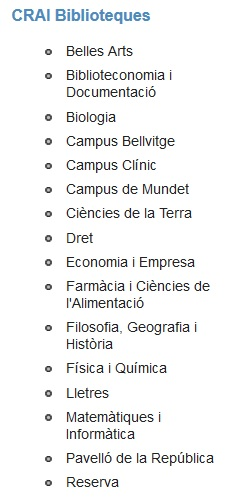 CRAI Biblioteques
Belles Arts
Biblioteconomia i
Documentació
Biologia
Campus Bellvitge
Campus Clínic
Campus de Mundet
Ciències de la Terra
Dret
Economia i Empresa
Farmàcia i Ciències de
l'Alimentació
Filosofia, Geografia i
Història
Física i Química
Lletres
Matemàtiques i
Informàtica
Pavelló de la República
Reserva